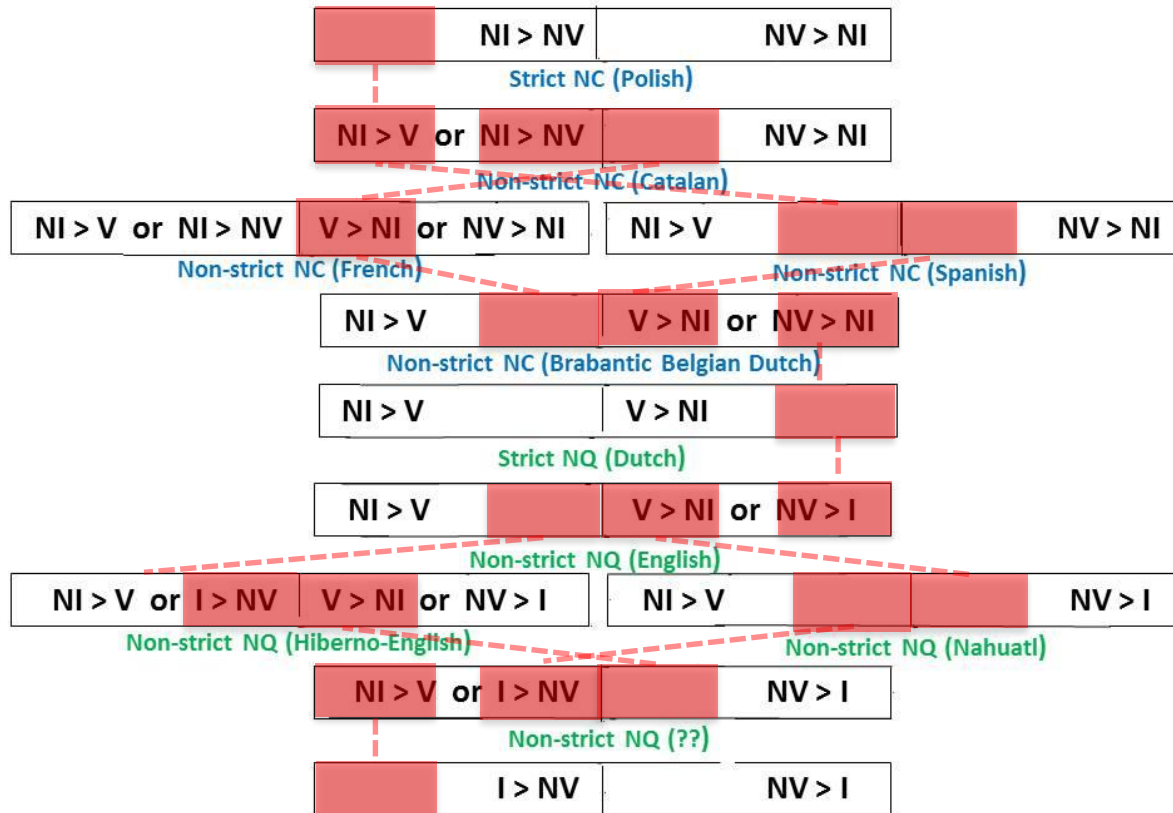 NI > NV NV > NI
Strict NC (Polish)
NI > V or NI > NV NV > NI
Non-strict NC (Catalan)
NI > V or NI > NV V > NI or NV > NI
Non-strict NC (French)
NI > V NV > NI
Non-strict NC (Spanish)
NI > V V > NI or NV > NI
Non-strict NC (Brabantic Belgian Dutch)
NI > V V > NI
Strict NQ (Dutch)
NI > V V > NI or NV > I
Non-strict NQ (English)
NI > V or I > NV V > NI or NV > I
Non-strict NQ (Hiberno-English)
NI > V NV > I
Non-strict NQ (Nahuatl)
NI > V or I > NV NV > I
Non-strict NQ (??)
I > NV NV > I